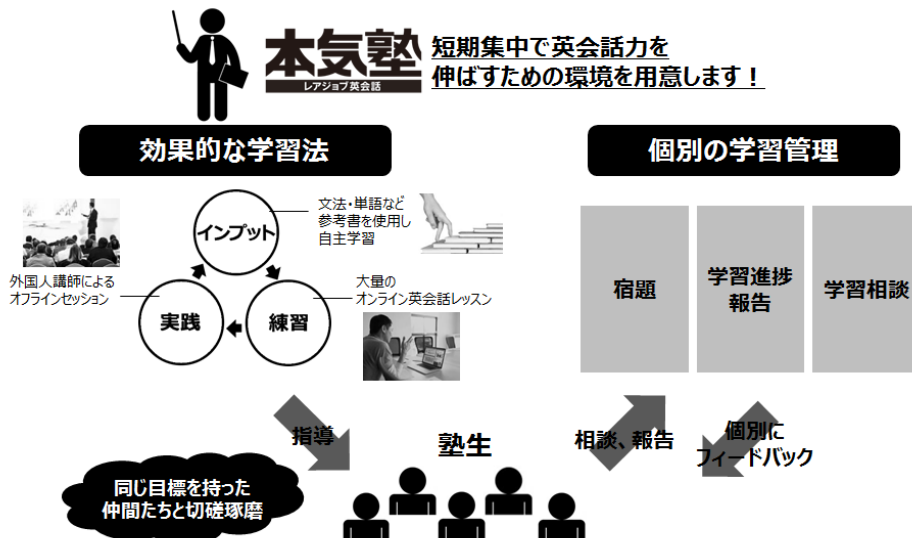 本気塾
レアジョブ英会話
短期集中で英会話力を
伸ばすための環境を用意します！
効果的な学習法
インプット
文法・単語など
参考書を使用し
自主学習
外国人講師による
オフラインセッション
実践
練習
大量の
オンライン英会話レッスン
個別の学習管理
宿題
学習進捗
報告
学習相談
指導
塾生
相談、報告
個別に
フィードバック
同じ目標を持った
仲間たちと切磋琢磨